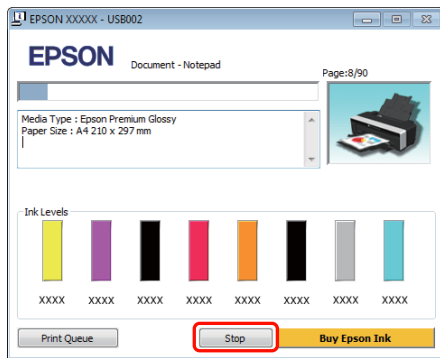 EPSON XXXXX - USB002
EPSON
Document - Notepad
Page:8/90
Media Type : Epson Premium Glossy
Paper Size : A4 210 x 297 mm
Ink Levels
XXXX XXXX XXXX XXXX XXXX XXXX XXXX XXXX
Print Queue
Stop
Buy Epson Ink